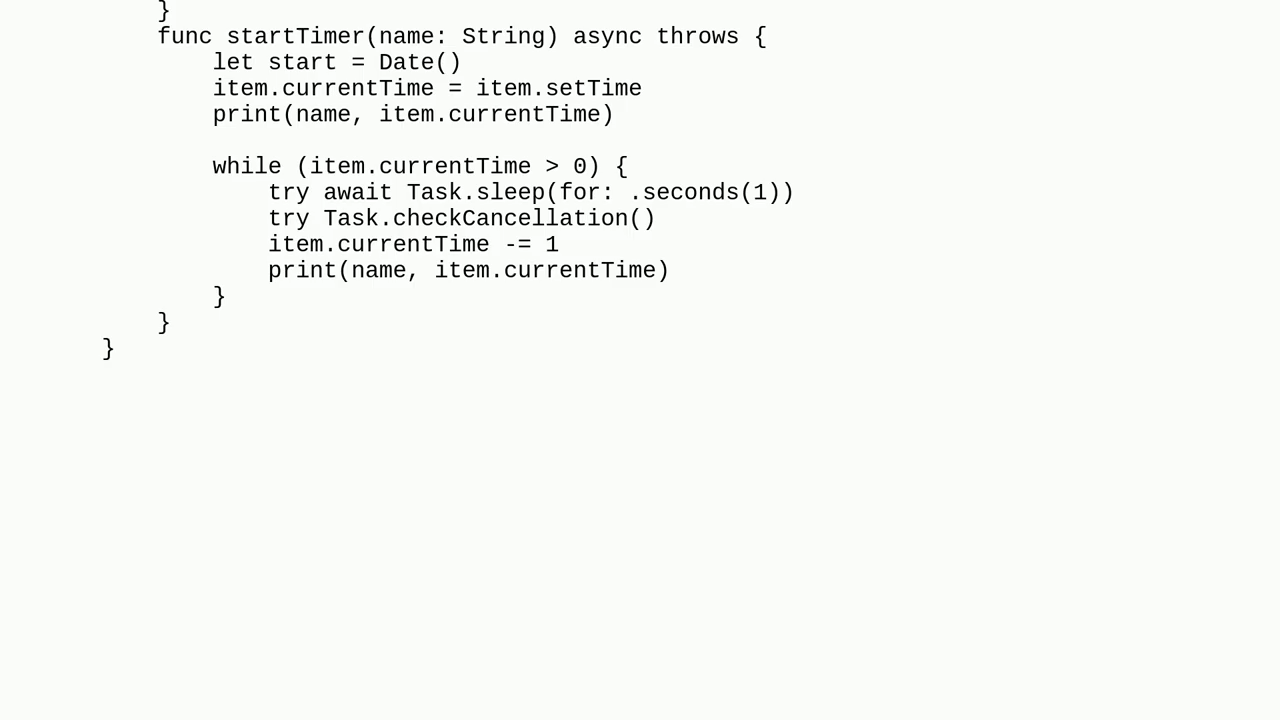 }
func startTimer(name: String) async throws {
let start = Date()
item.currentTime = item.setTime
print(name, item.currentTime)
while (item.currentTime > 0) {
try await Task.sleep(for: .seconds(1))
try Task.checkCancellation()
item.currentTime -= 1
print(name, item.currentTime)
}
}
}